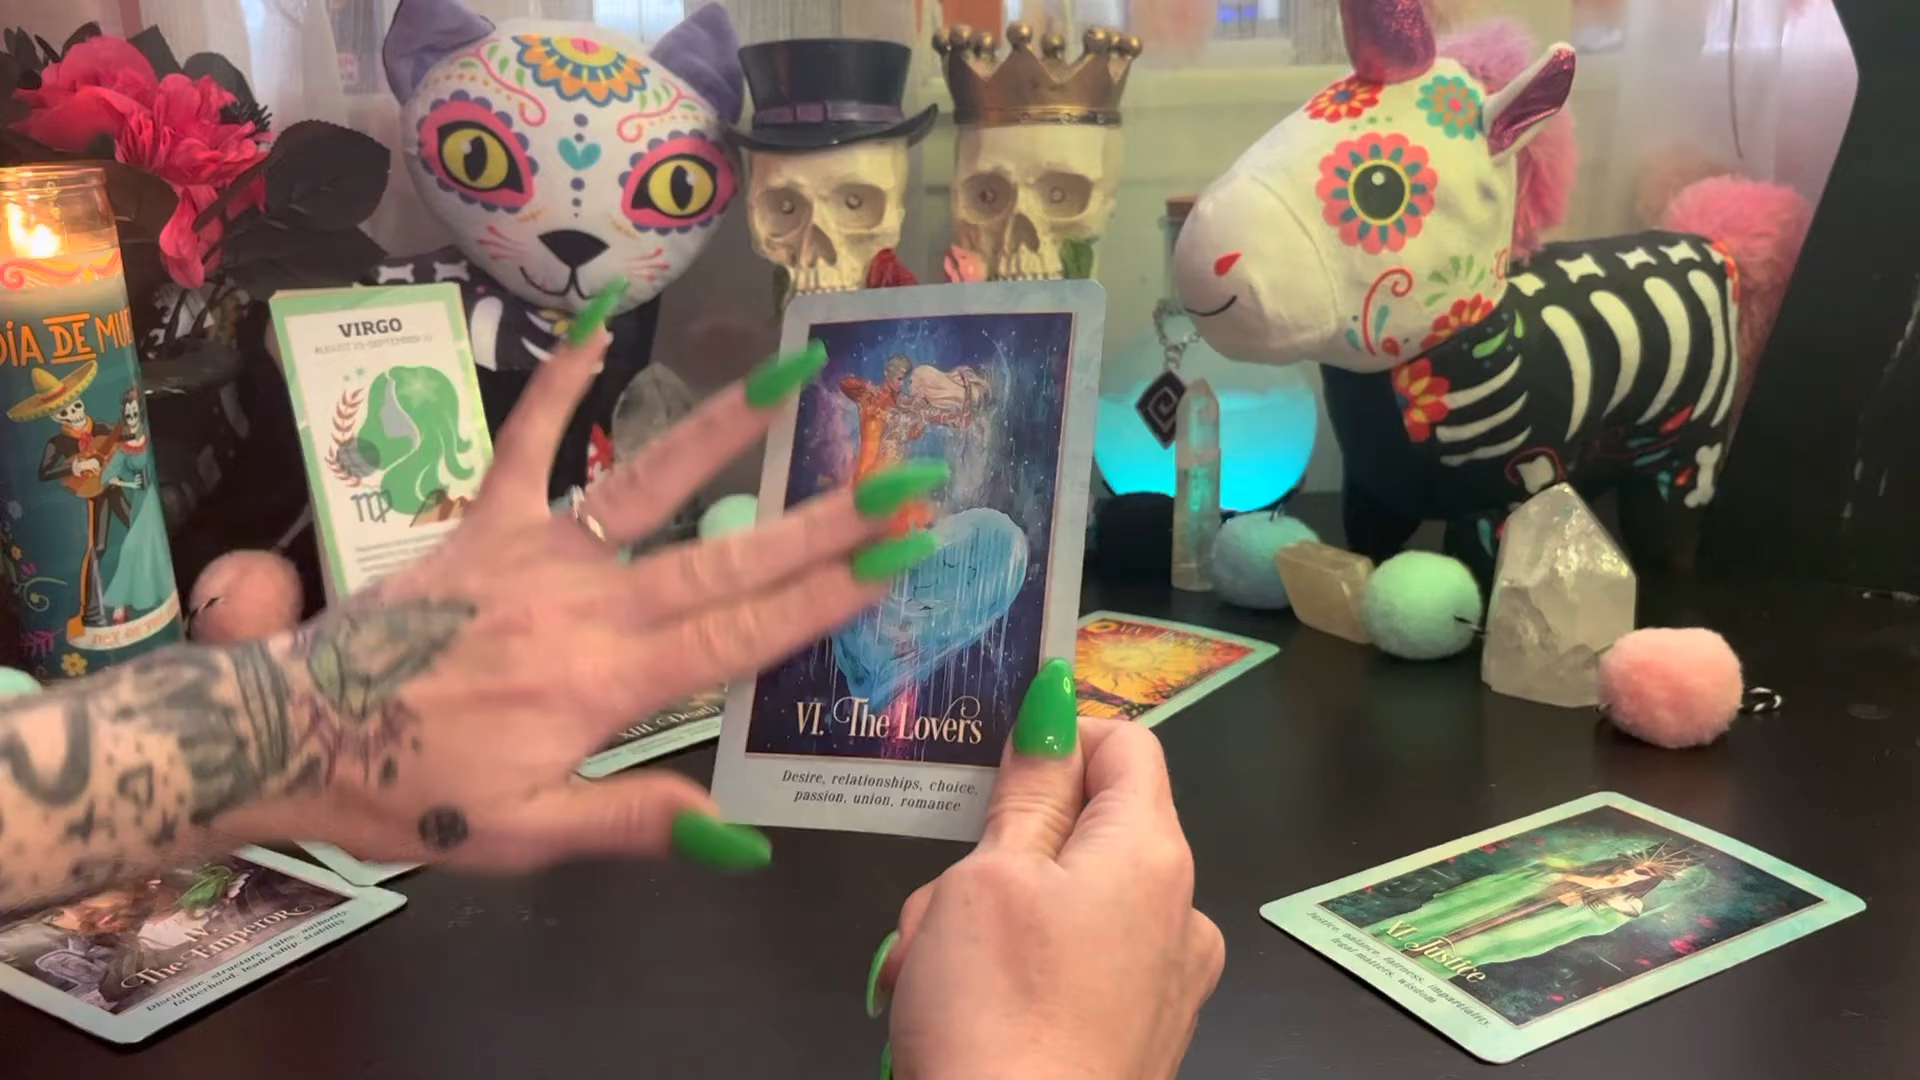 DÍA DE MUE
VIRGO
AUGUST 23-SEPTEMBER 22
VI. The Lovers
Desire, relationships, choice,
passion, union, romance
XIII. Death
IV.
The Emperor
Discipline, structure, rules, authority,
fatherhood, leadership, stability
XI. Justice
Justice, balance, fairness, impartiality,
legal matters, wisdom